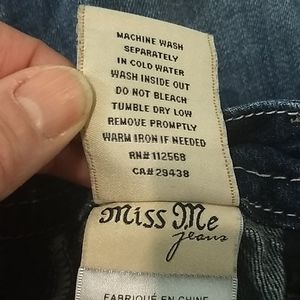 MACHINE WASH
SEPARATELY
IN COLD WATER
WASH INSIDE OUT
DO NOT BLEACH
TUMBLE DRY LOW
REMOVE PROMPTLY
WARM IRON IF NEEDED
RN# 112568
CA# 29438
Miss Me
jeans
FABRIQUÉ EN CHINE